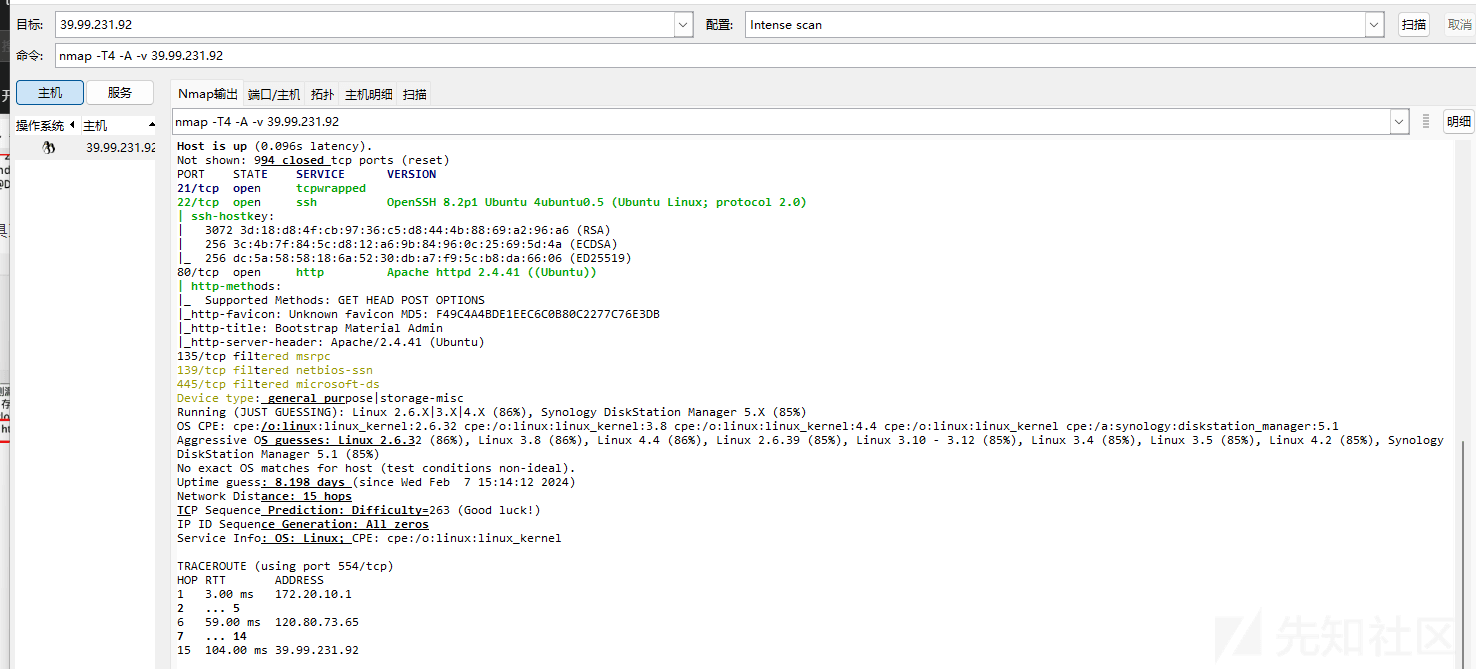 目标: 39.99.231.92 配置: Intense scan 扫描 取消
命令: nmap -T4 -A -v 39.99.231.92
主机 服务 Nmap输出 端口/主机 拓扑 主机明细 扫描
操作系统 主机 nmap -T4 -A -v 39.99.231.92 明细
39.99.231.92
Host is up (0.096s latency).
Not shown: 994 closed tcp ports (reset)
PORT STATE SERVICE VERSION
21/tcp open tcpwrapped
22/tcp open ssh OpenSSH 8.2p1 Ubuntu 4ubuntu0.5 (Ubuntu Linux; protocol 2.0)
| ssh-hostkey:
| 3072 3d:18:d8:4f:cb:97:36:c5:d8:44:4b:88:69:a2:96:a6 (RSA)
| 256 3c:4b:7f:84:5c:d8:12:a6:9b:84:96:0c:25:69:5d:4a (ECDSA)
|_ 256 dc:5a:58:58:18:6a:52:30:db:a7:f9:5c:b8:da:66:06 (ED25519)
80/tcp open http Apache httpd 2.4.41 ((Ubuntu))
| http-methods:
|_ Supported Methods: GET HEAD POST OPTIONS
|_http-favicon: Unknown favicon MD5: F49C4A4BDE1EEC6C0B80C2277C76E3DB
|_http-title: Bootstrap Material Admin
|_http-server-header: Apache/2.4.41 (Ubuntu)
135/tcp filtered msrpc
139/tcp filtered netbios-ssn
445/tcp filtered microsoft-ds
Device type: general purpose|storage-misc
Running (JUST GUESSING): Linux 2.6.X|3.X|4.X (86%), Synology DiskStation Manager 5.X (85%)
OS CPE: cpe:/o:linux:linux_kernel:2.6.32 cpe:/o:linux:linux_kernel:3.8 cpe:/o:linux:linux_kernel:4.4 cpe:/o:linux:linux_kernel cpe:/a:synology:diskstation_manager:5.1
Aggressive OS guesses: Linux 2.6.32 (86%), Linux 3.8 (86%), Linux 4.4 (86%), Linux 2.6.39 (85%), Linux 3.10 - 3.12 (85%), Linux 3.4 (85%), Linux 3.5 (85%), Linux 4.2 (85%), Synology
DiskStation Manager 5.1 (85%)
No exact OS matches for host (test conditions non-ideal).
Uptime guess: 8.198 days (since Wed Feb  7 15:14:12 2024)
Network Distance: 15 hops
TCP Sequence Prediction: Difficulty=263 (Good luck!)
IP ID Sequence Generation: All zeros
Service Info: OS: Linux; CPE: cpe:/o:linux:linux_kernel
TRACEROUTE (using port 554/tcp)
HOP RTT ADDRESS
1 3.00 ms 172.20.10.1
2 ... 5
6 59.00 ms 120.80.73.65
7 ... 14
15 104.00 ms 39.99.231.92
先知社区